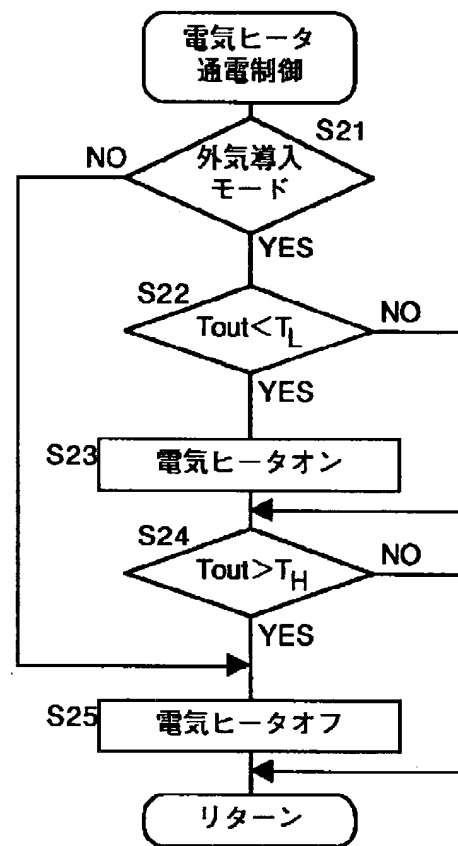 電気ヒータ
通電制御
S21
NO
外気導入
モード
YES
S22
Tout<TL
NO
YES
S23
電気ヒータオン
S24
Tout>TH
NO
YES
S25
電気ヒータオフ
リターン